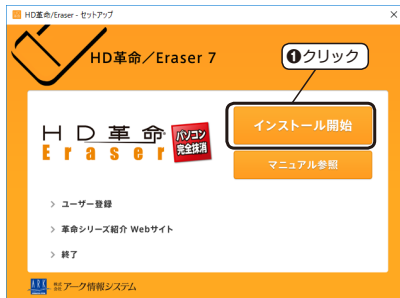 HD革命/Eraser - セットアップ
HD革命／Eraser 7
❶クリック
インストール開始
HD革命
Eraser
パソコン
完全抹消
マニュアル参照
> ユーザー登録
> 革命シリーズ紹介 Webサイト
> 終了
ARK 株式会社 アーク情報システム